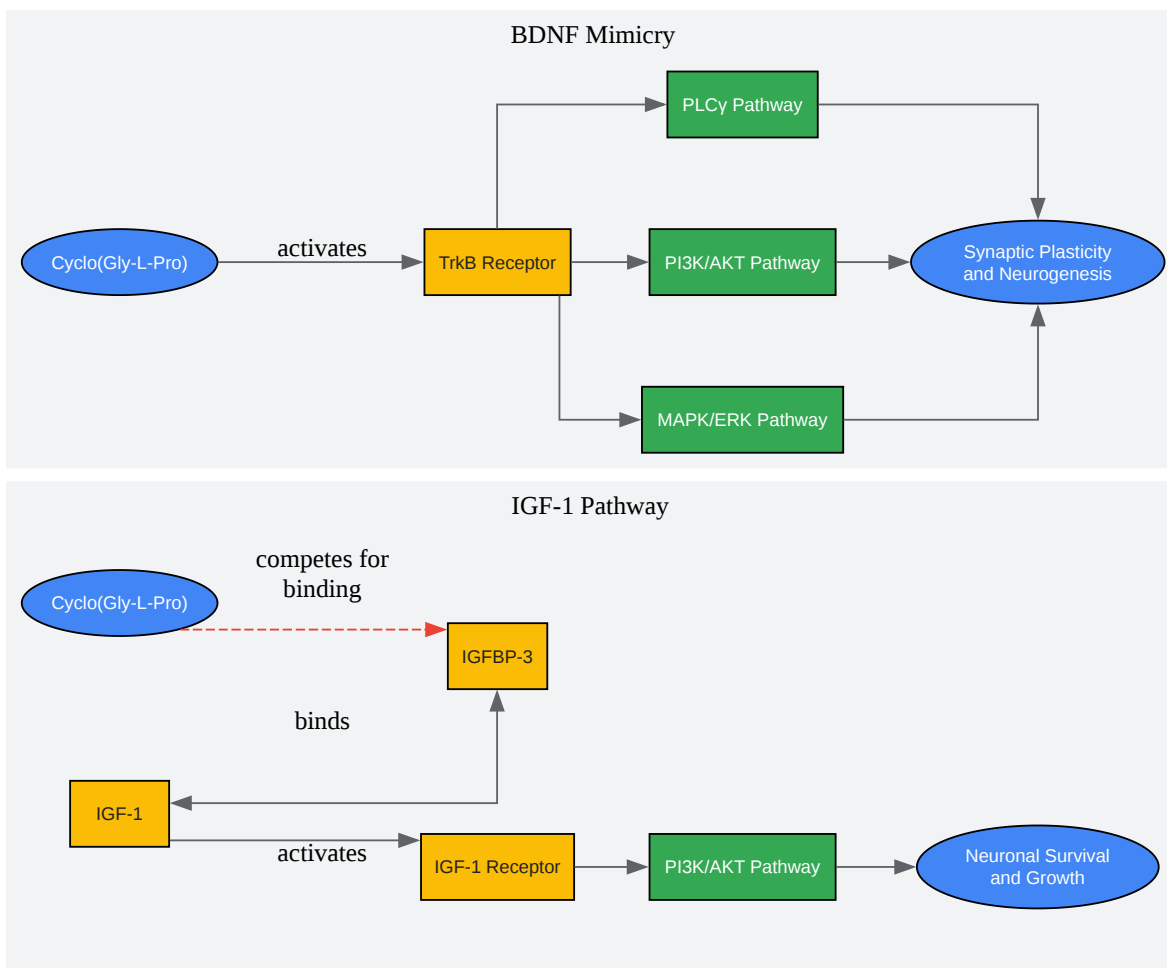 BDNF Mimicry
PLCγ Pathway
Cyclo(Gly-L-Pro)
activates
TrkB Receptor
PI3K/AKT Pathway
Synaptic Plasticity
and Neurogenesis
MAPK/ERK Pathway
IGF-1 Pathway
competes for
binding
Cyclo(Gly-L-Pro)
IGFBP-3
binds
IGF-1
activates
IGF-1 Receptor
PI3K/AKT Pathway
Neuronal Survival
and Growth